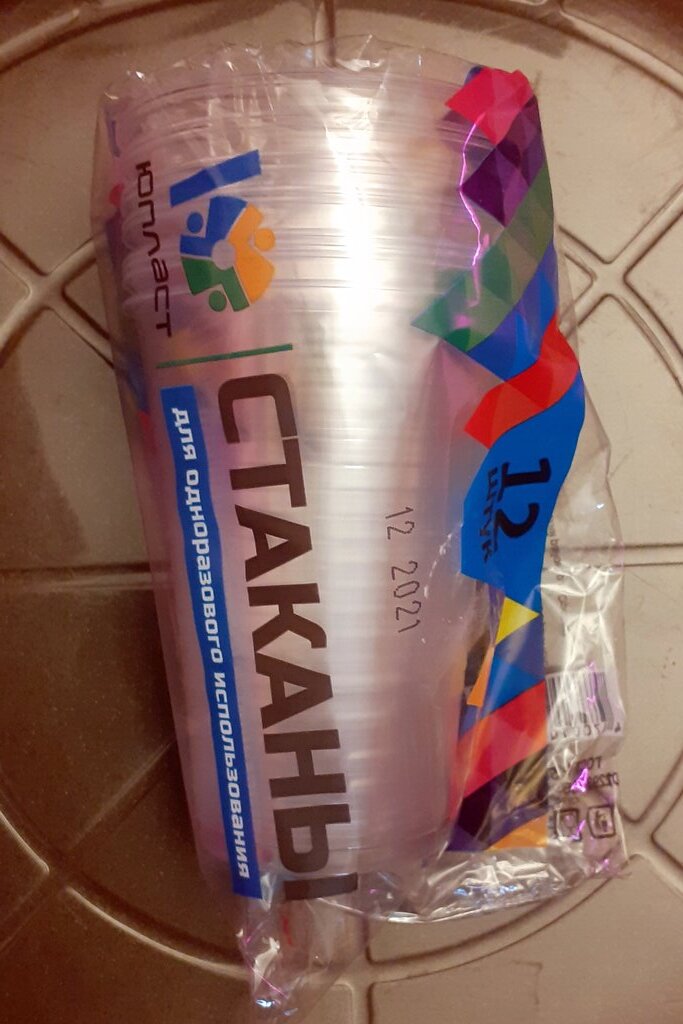 Юпласт
СТАКАНЫ
для одноразового использования
12
штук
12 2021